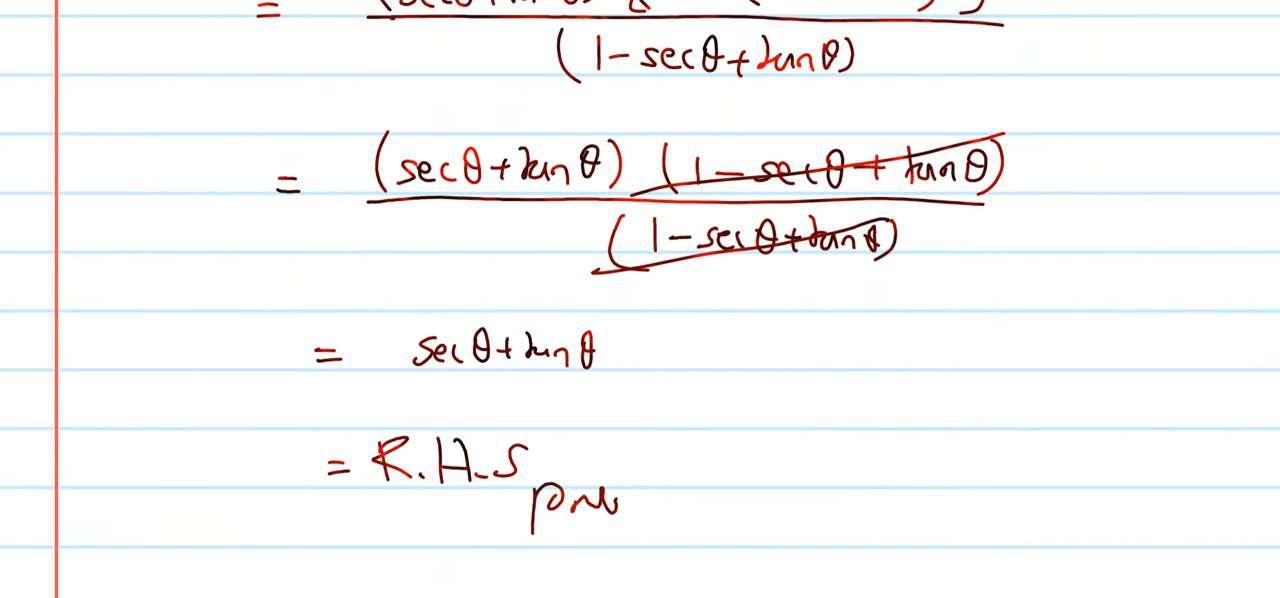 =
(1-secθ+tanθ)
= (secθ+tanθ) (1-secθ+tanθ)
(1-secθ+tanθ)
= secθ+tanθ
= R.H.S